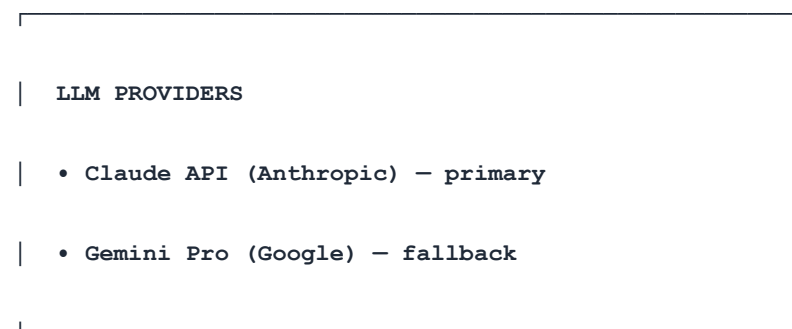 LLM PROVIDERS
• Claude API (Anthropic) — primary
• Gemini Pro (Google) — fallback